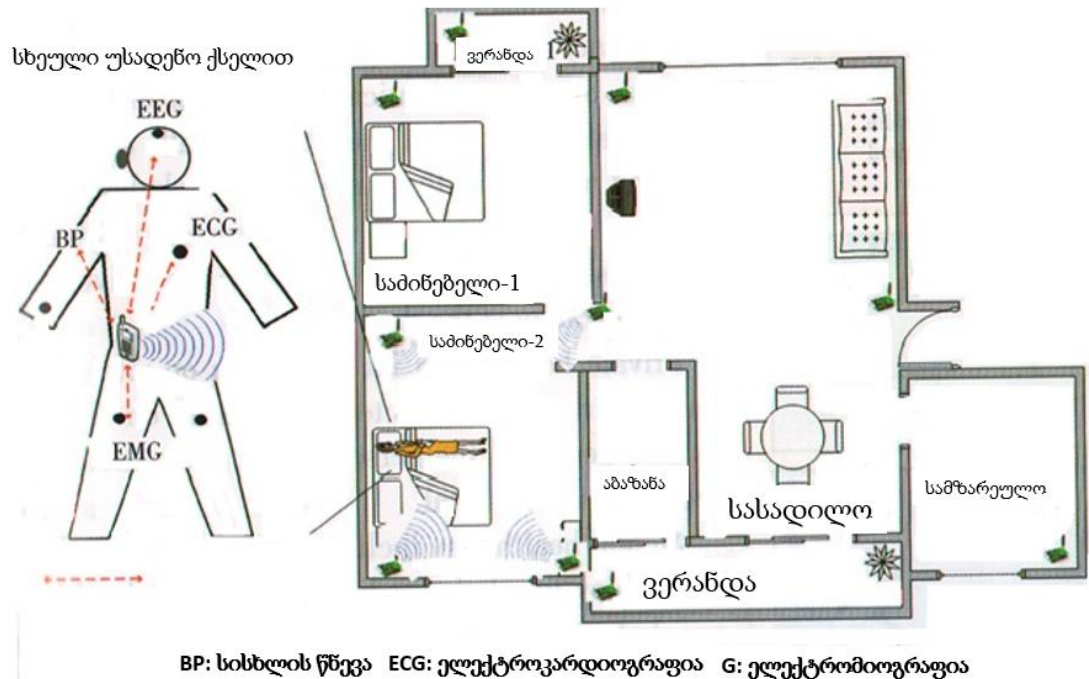 სხეული უსადენო ქსელით
EEG
BP
ECG
EMG
ვერანდა
საძინებელი-1
საძინებელი-2
აბაზანა
სასადილო
სამზარეულო
ვერანდა
BP: სისხლის წნევა ECG: ელექტროკარდიოგრაფია G: ელექტრომიოგრაფია